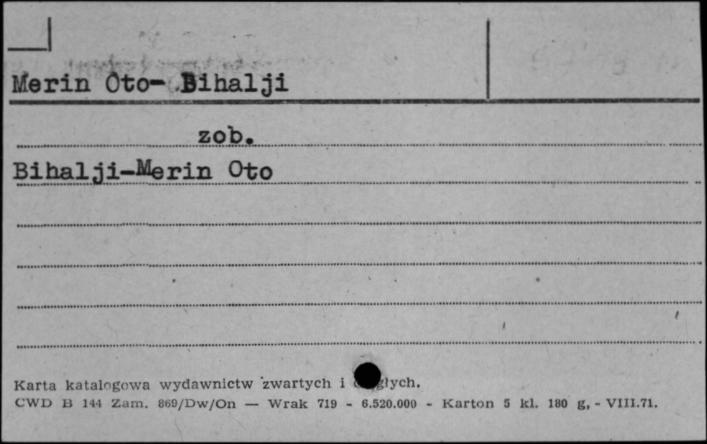 Merin Oto- Bihalji
zob.
Bihalji-Merin Oto
Karta katalogowa wydawnictw zwartych i
CWD B 144 Zam. 869/Dw/On — Wrak 719 - 6.520.000 - Karton 5 kl. 180 g, - VIII.71.